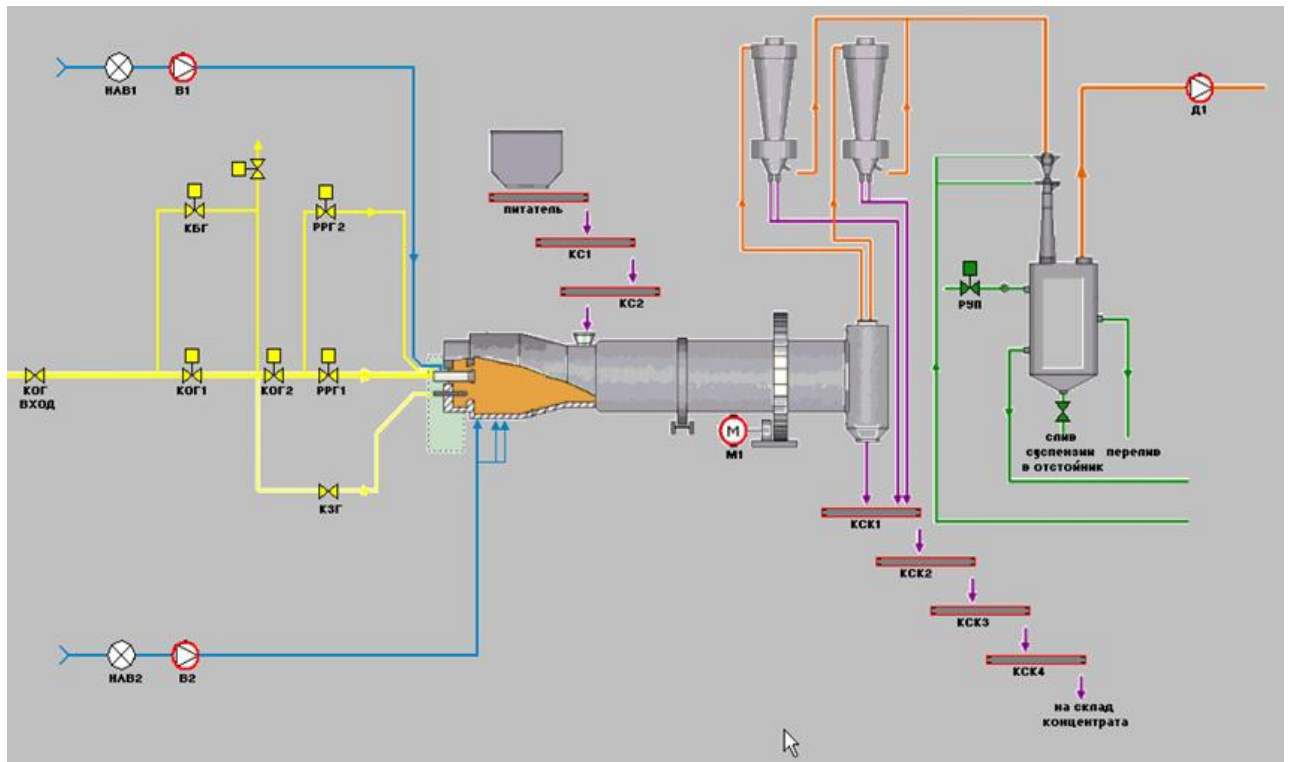 НАВ1
В1
Д1
питатель
КБГ
РРГ2
КС1
КС2
РУП
КОГ
ВХОД
КОГ1
КОГ2
РРГ1
М
М1
слив
суспензии
в отстойник
перелив
КЗГ
КСК1
КСК2
КСК3
КСК4
НАВ2
В2
на склад
концентрата